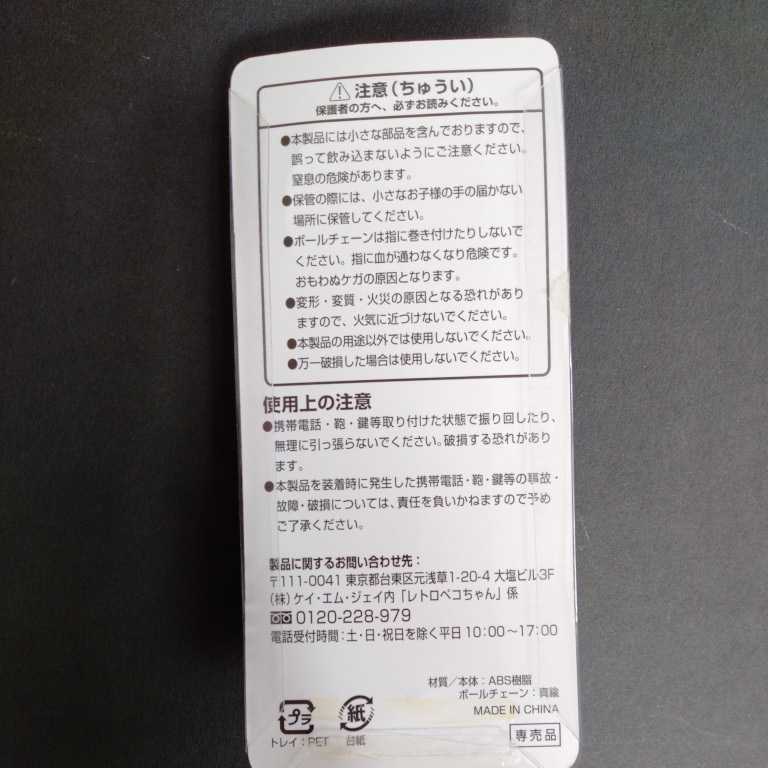 ⚠注意(ちゅうい)
保護者の方へ、必ずお読みください。
●本製品には小さな部品を含んでおりますので、
誤って飲み込まないようにご注意ください。
窒息の危険があります。
●保管の際には、小さなお子様の手の届かない
場所に保管してください。
●ボールチェーンは指に巻き付けたりしないで
ください。指に血が通わなくなり危険です。
おもわぬケガの原因となります。
●変形・変質・火災の原因となる恐れがあり
ますので、火気に近づけないでください。
●本製品の用途以外では使用しないでください。
●万一破損した場合は使用しないでください。
使用上の注意
●携帯電話・鞄・鍵等取り付けた状態で振り回したり、
無理に引っ張らないでください。破損する恐れがあり
ます。
●本製品を装着時に発生した携帯電話・鞄・鍵等の事故・
故障・破損については、責任を負いかねますので予め
ご了承ください。
製品に関するお問い合わせ先：
〒111-0041 東京都台東区元浅草1-20-4 大塩ビル3F
(株)ケイ・エム・ジェイ内「レトロペコちゃん」係
0120-228-979
電話受付時間：土・日・祝日を除く平日10:00〜17:00
材質／本体：ABS樹脂
ボールチェーン：真鍮
MADE IN CHINA
プラ 紙
トレイ：PET 台紙
専売品